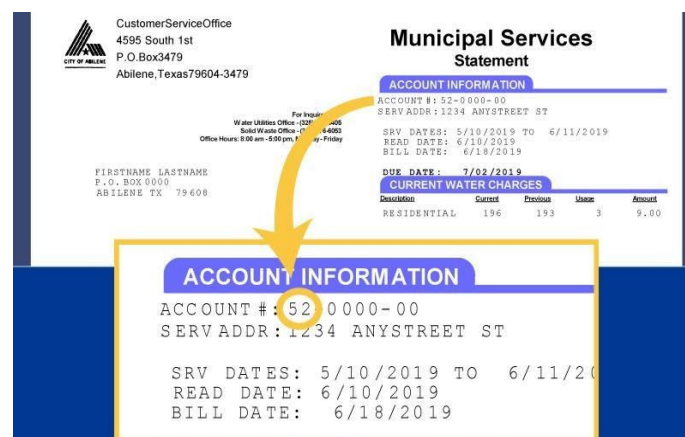 CITY OF ABILENE
CustomerServiceOffice
4595 South 1st
P.O.Box3479
Abilene,Texas79604-3479
Municipal Services
Statement
ACCOUNT INFORMATION
ACCOUNT #: 52-0000-00
SERVADDR:1234 ANYSTREET ST
SRV DATES: 5/10/2019 TO 6/11/2019
READ DATE: 6/10/2019
BILL DATE: 6/18/2019
DUE DATE: 7/02/2019
For
Water Utilities Office -(325)
Solid Waste Office
-6053
Office Hours: 8:00 am - 5:00 pm,
-Friday
FIRSTNAME LASTNAME
P.O.BOX0000
ABILENE TX 79608
CURRENT WATER CHARGES
Description Current Previous Usage Amount
RESIDENTIAL 196 193 3 9.00
ACCOUNT INFORMATION
ACCOUNT #: 52 0000-00
SERVADDR:1234 ANYSTREET ST
SRV DATES: 5/10/2019 TO 6/11/20
READ DATE: 6/10/2019
BILL DATE: 6/18/2019